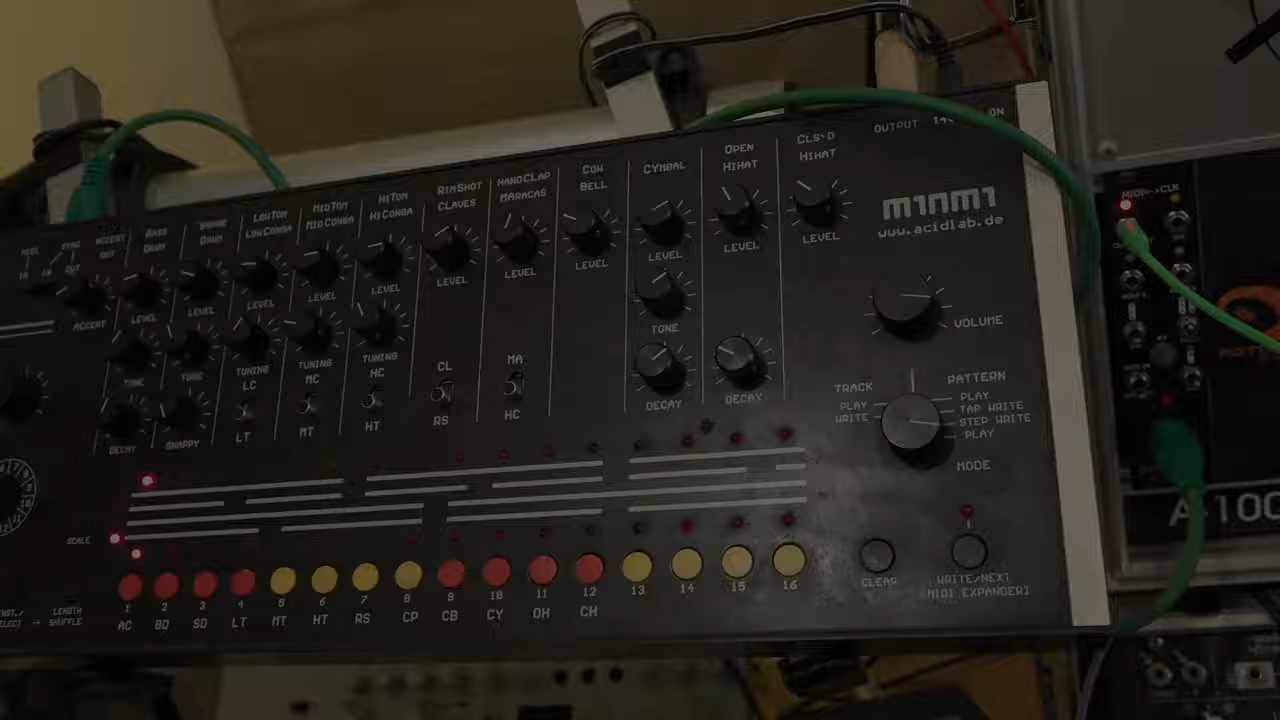 OUTPUT
MIDI->CLK
CLS'D
HIHAT
OPEN
HIHAT
CYMBAL
COW
BELL
HANDCLAP
MARACAS
RIMSHOT
CLAVES
HITOM
HICONGA
MIDTOM
MIDCONGA
LOWTOM
LOWCONGA
BASS
DRUM
SYNC
ACCENT
OUT
ACCENT
LEVEL
LEVEL
LEVEL
LEVEL
LEVEL
LEVEL
LEVEL
LEVEL
LEVEL
LEVEL
LEVEL
m1nm1
www.acidlab.de
VOLUME
TONE
TUNING
TUNING
TUNING
LC
MC
HC
CL
MA
LT
MT
HT
RS
HC
DECAY
SNAPPY
DECAY
DECAY
TRACK
PLAY
WRITE
PATTERN
PLAY
TAP WRITE
STEP WRITE
PLAY
MODE
SCALE
1 2 3 4 5 6 7 8 9 10 11 12 13 14 15 16
AC BD SD LT MT HT RS CP CB CY OH CH
LENGTH
SHUFFLE
CLEAR
WRITE/NEXT
A-100